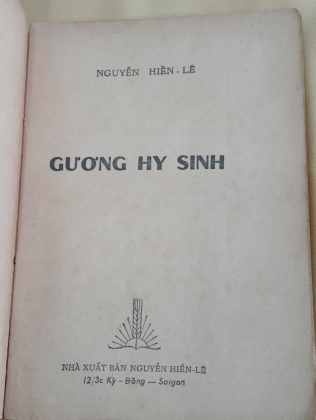 NGUYỄN HIẾN-LÊ
GƯƠNG HY SINH
NHÀ XUẤT BẢN NGUYỄN HIẾN-LÊ
12/3c Kỳ-Đồng — Saigon